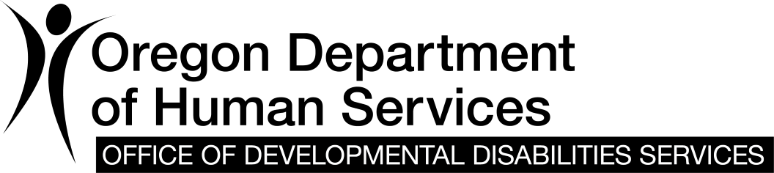 Oregon Department
of Human Services
OFFICE OF DEVELOPMENTAL DISABILITIES SERVICES